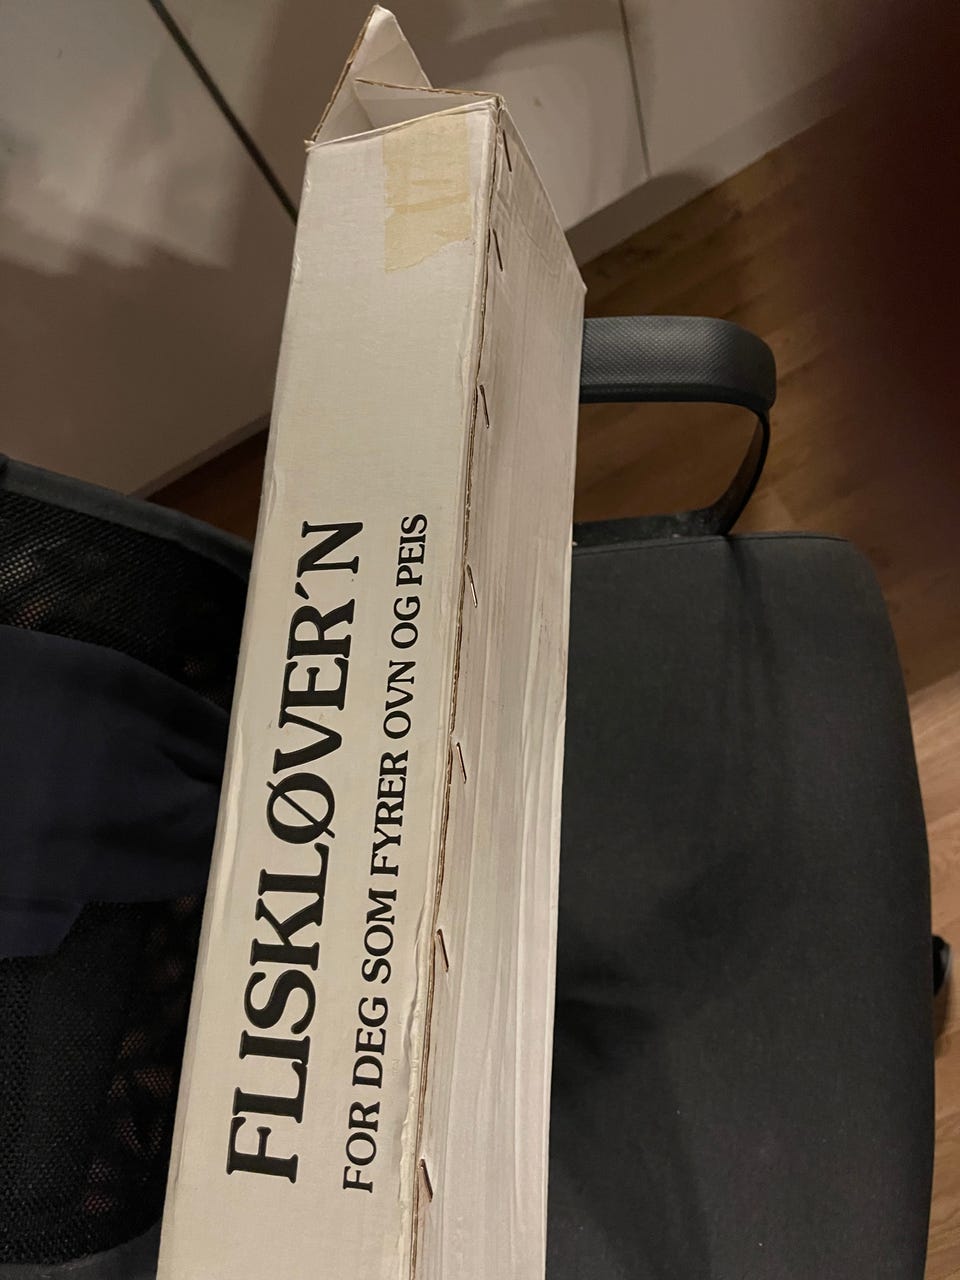 FLISKLØVER´N
FOR DEG SOM FYRER OVN OG PEIS